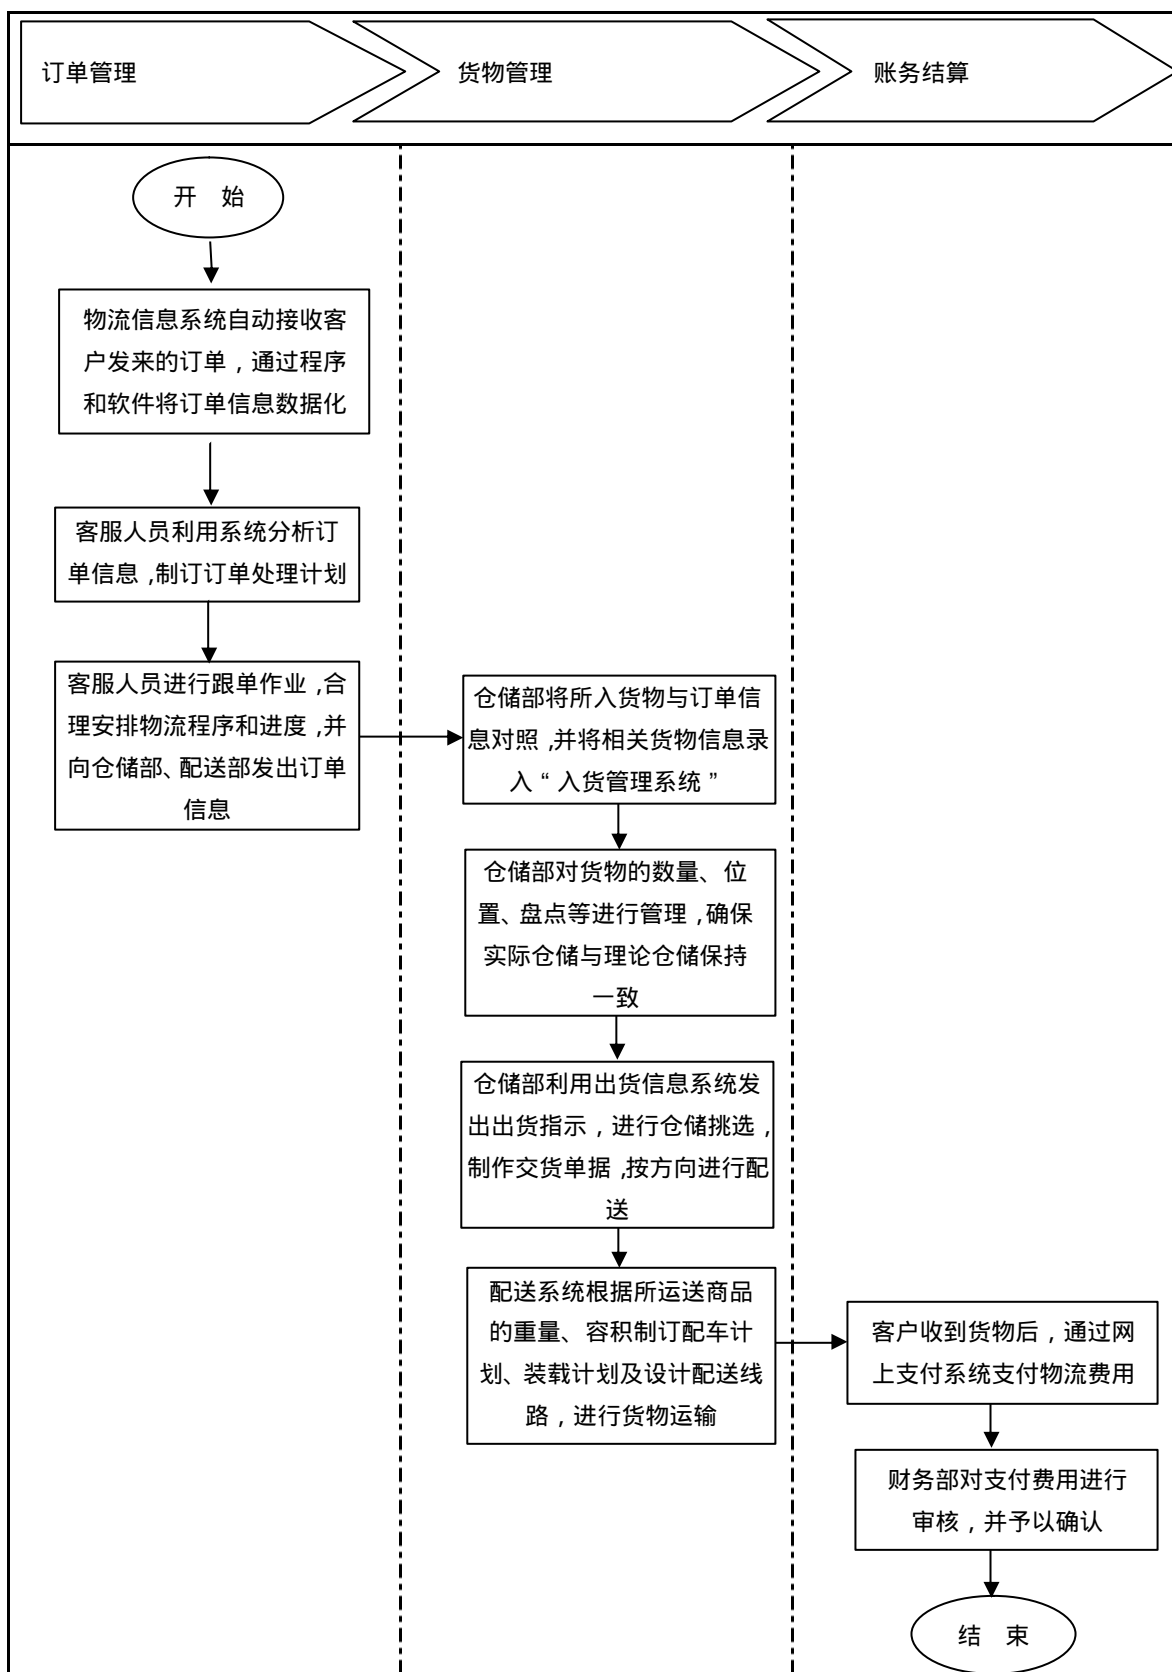 订单管理
货物管理
账务结算
开 始
物流信息系统自动接收客
户发来的订单，通过程序
和软件将订单信息数据化
客服人员利用系统分析订
单信息，制订订单处理计划
客服人员进行跟单作业，合
理安排物流程序和进度，并
向仓储部、配送部发出订单
信息
仓储部将所入货物与订单信
息对照，并将相关货物信息录
入“入货管理系统”
仓储部对货物的数量、位
置、盘点等进行管理，确保
实际仓储与理论仓储保持
一致
仓储部利用出货信息系统发
出出货指示，进行仓储挑选，
制作交货单据，按方向进行配
送
配送系统根据所运送商品
的重量、容积制订配车计
划、装载计划及设计配送线
路，进行货物运输
客户收到货物后，通过网
上支付系统支付物流费用
财务部对支付费用进行
审核，并予以确认
结 束